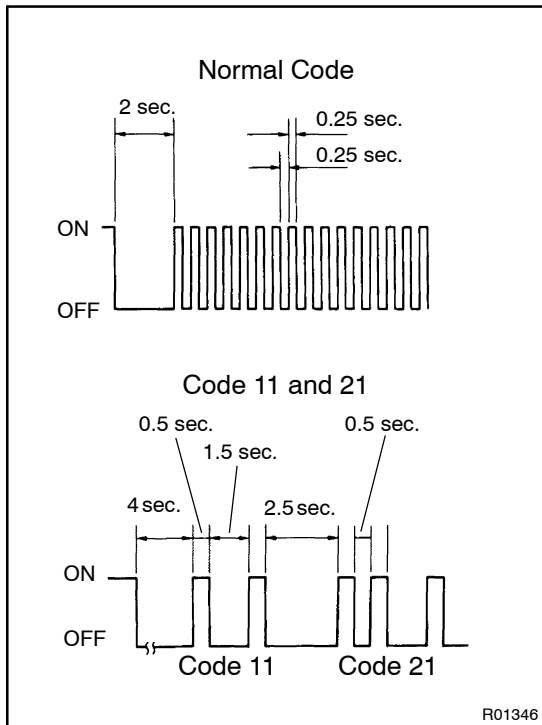 Normal Code
2 sec.
0.25 sec.
0.25 sec.
ON
OFF
Code 11 and 21
0.5 sec.
0.5 sec.
1.5 sec.
4 sec.
2.5 sec.
ON
OFF
Code 11
Code 21
R01346